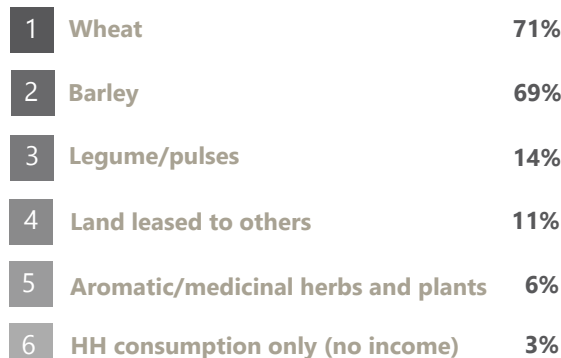 1 Wheat 71%
2 Barley 69%
3 Legume/pulses 14%
4 Land leased to others 11%
5 Aromatic/medicinal herbs and plants 6%
6 HH consumption only (no income) 3%